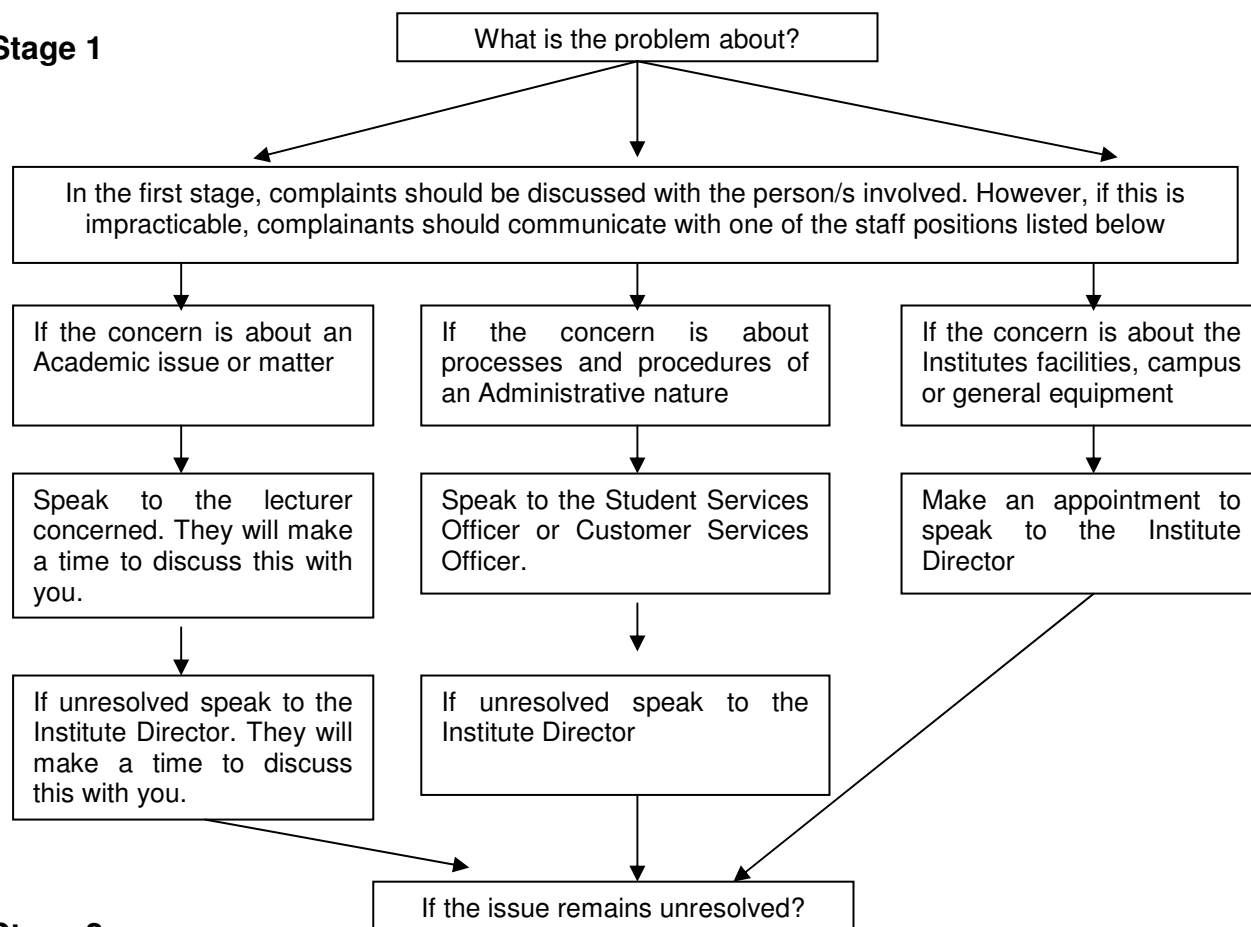 Stage 1
What is the problem about?
In the first stage, complaints should be discussed with the person/s involved. However, if this is
impracticable, complainants should communicate with one of the staff positions listed below
If the concern is about an
Academic issue or matter
If the concern is about
processes and procedures of
an Administrative nature
If the concern is about the
Institutes facilities, campus
or general equipment
Speak to the lecturer
concerned. They will make
a time to discuss this with
you.
Speak to the Student Services
Officer or Customer Services
Officer.
Make an appointment to
speak to the Institute
Director
If unresolved speak to the
Institute Director. They will
make a time to discuss
this with you.
If unresolved speak to the
Institute Director
If the issue remains unresolved?